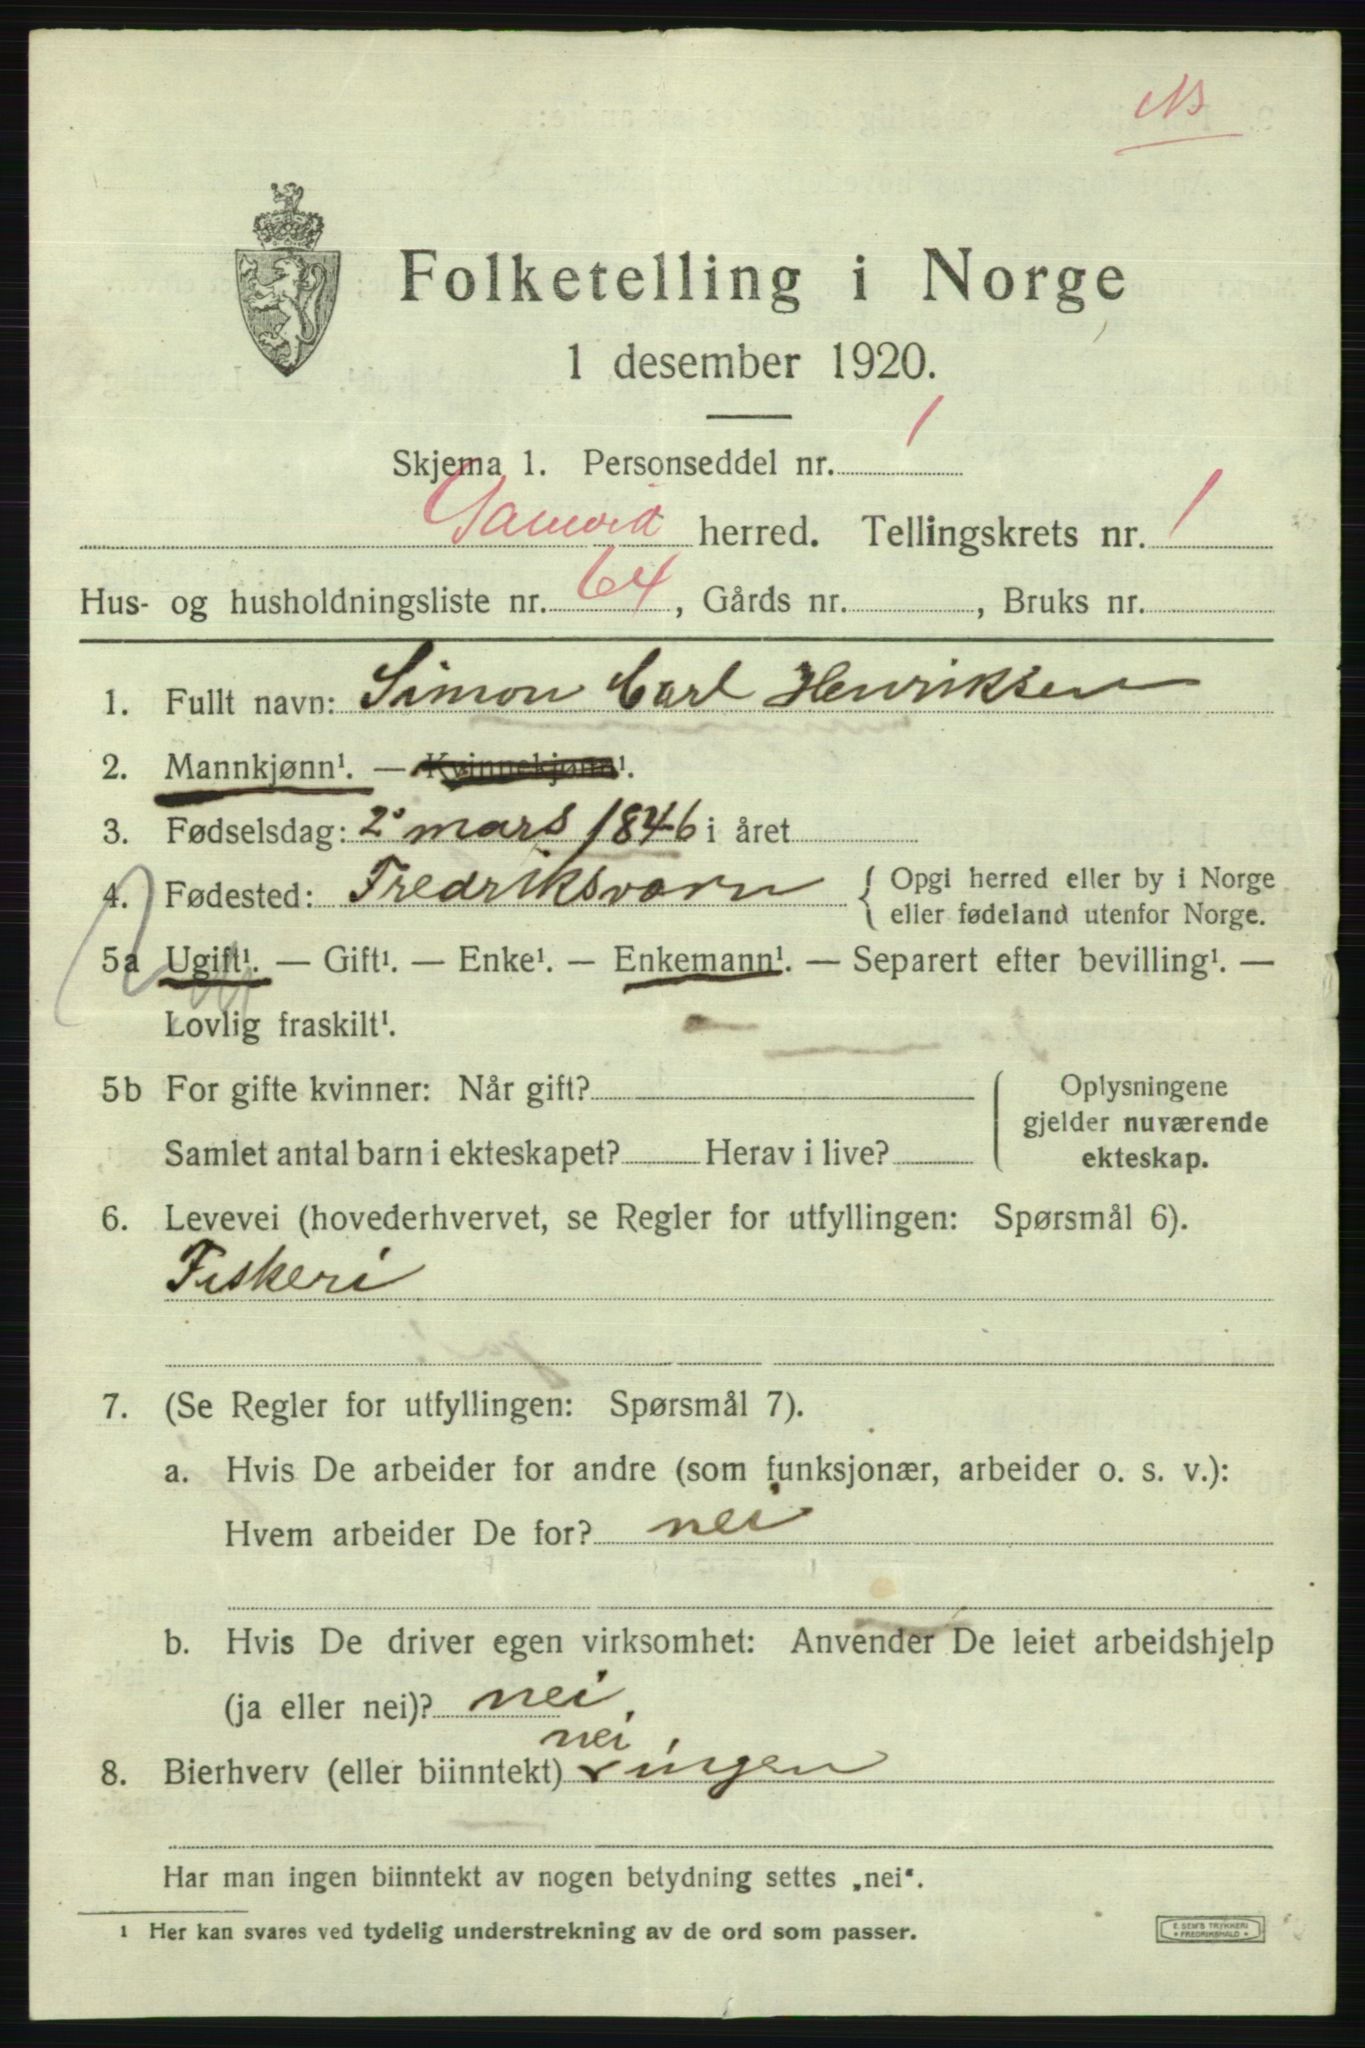 Folketelling i Norge
1 desember 1920.
Skjema 1. Personseddel nr. 1
Gamvik herred. Tellingskrets nr. 1
Hus- og husholdningsliste nr. 64, Gårds nr. , Bruks nr.
1. Fullt navn: Simon Carl Henriksen
2. Mannkjønn¹. — Kvinnekjønn¹.
3. Fødselsdag: 2 mars 1846 i året
4. Fødested: Fredriksværn { Opgi herred eller by i Norge
eller fødeland utenfor Norge.
5a Ugift¹. — Gift¹. — Enke¹. — Enkemann¹. — Separert efter bevilling¹. —
Lovlig fraskilt¹.
5b For gifte kvinner: Når gift? ( Oplysningene
gjelder nuværende
Samlet antal barn i ekteskapet? Herav i live? ekteskap.
6. Levevei (hovederhvervet, se Regler for utfyllingen: Spørsmål 6).
Fiskeri
7. (Se Regler for utfyllingen: Spørsmål 7).
a. Hvis De arbeider for andre (som funksjonær, arbeider o. s. v.):
Hvem arbeider De for? nei
b. Hvis De driver egen virksomhet: Anvender De leiet arbeidshjelp
(ja eller nei)? nei
nei
8. Bierhverv (eller biinntekt) ingen
Har man ingen biinntekt av nogen betydning settes „nei“.
¹ Her kan svares ved tydelig understrekning av de ord som passer.
E. SEM'S TRYKKERI
FREDRIKSHALD